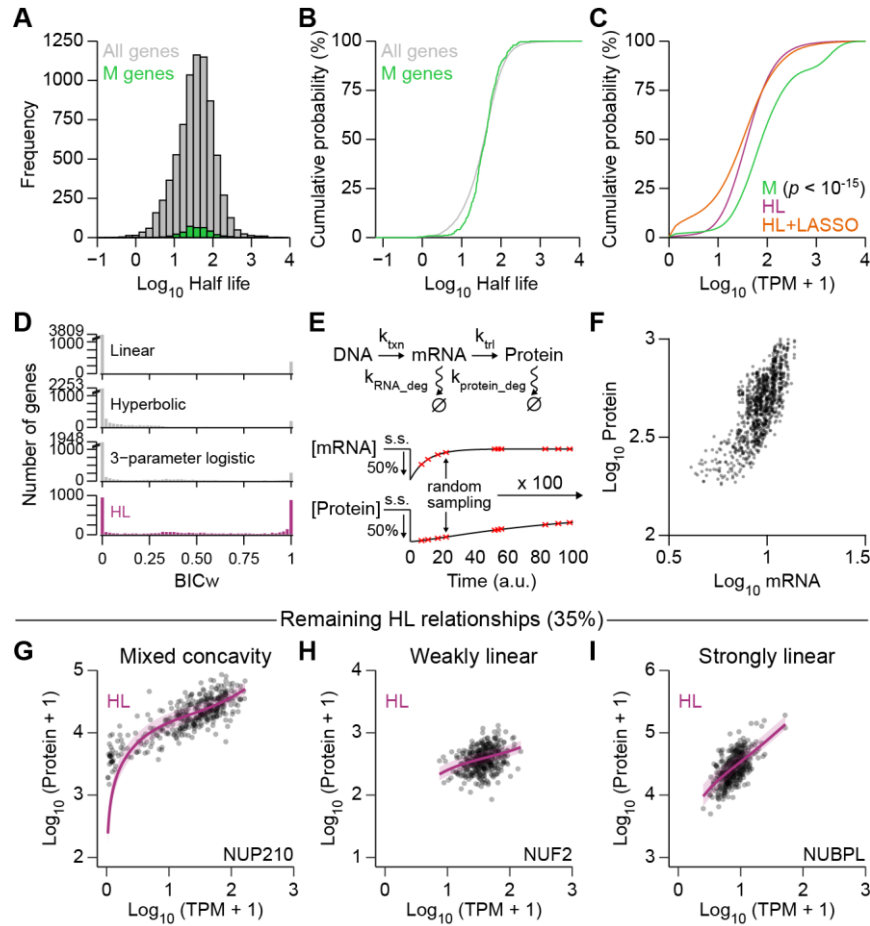 A
1250
1000
750
500
250
0
Frequency
All genes
M genes
−1 0 1 2 3 4
Log10 Half life
B
100
75
50
25
0
Cumulative probability (%)
All genes
M genes
−1 0 1 2 3 4
Log10 Half life
C
100
75
50
25
0
Cumulative probability (%)
M (p < 10-15)
HL
HL+LASSO
0 1 2 3 4
Log10 (TPM + 1)
D
Number of genes
3809
1000
0
Linear
2253
1000
0
Hyperbolic
1948
1000
0
3−parameter logistic
1000
0
HL
0 0.25 0.50 0.75 1
BICw
E
ktxn ktrl
DNA mRNA Protein
kRNA_deg kprotein_deg
∅ ∅
[mRNA] s.s.
50%
random
sampling
x 100
[Protein] s.s.
50%
0 20 40 60 80 100
Time (a.u.)
F
3
2.5
2
Log10 Protein
0.5 1 1.5
Log10 mRNA
Remaining HL relationships (35%)
G Mixed concavity
5
4
3
2
Log10 (Protein + 1)
HL
NUP210
0 1 2 3
Log10 (TPM + 1)
H Weakly linear
4
3
2
1
Log10 (Protein + 1)
HL
NUF2
0 1 2 3
Log10 (TPM + 1)
I Strongly linear
6
5
4
3
Log10 (Protein + 1)
HL
NUBPL
0 1 2 3
Log10 (TPM + 1)